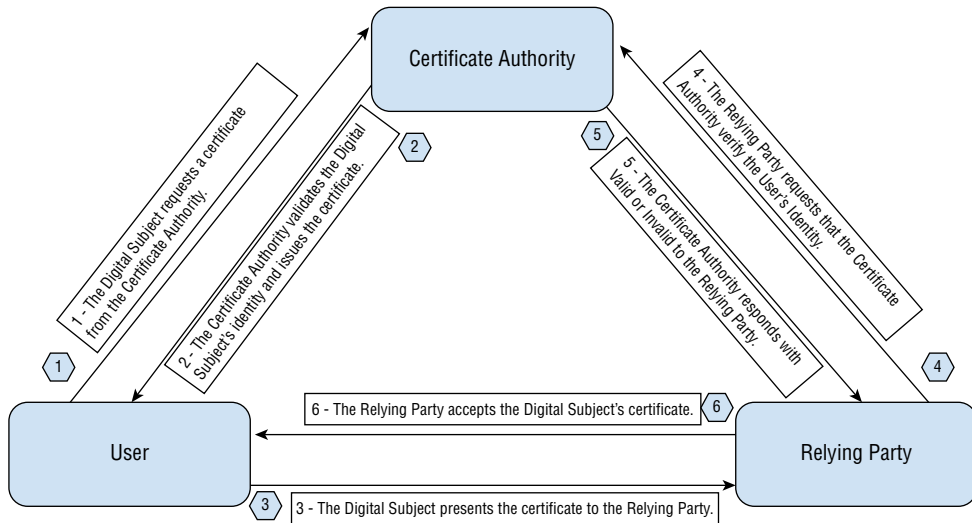 Certificate Authority
1 - The Digital Subject requests a certificate
from the Certificate Authority.
2 - The Certificate Authority validates the Digital
Subject's identity and issues the certificate.
5 - The Certificate Authority responds with
Valid or Invalid to the Relying Party.
4 - The Relying Party requests that the Certificate
Authority verify the User's Identity.
2
5
1
4
6 - The Relying Party accepts the Digital Subject's certificate.
6
User
Relying Party
3
3 - The Digital Subject presents the certificate to the Relying Party.